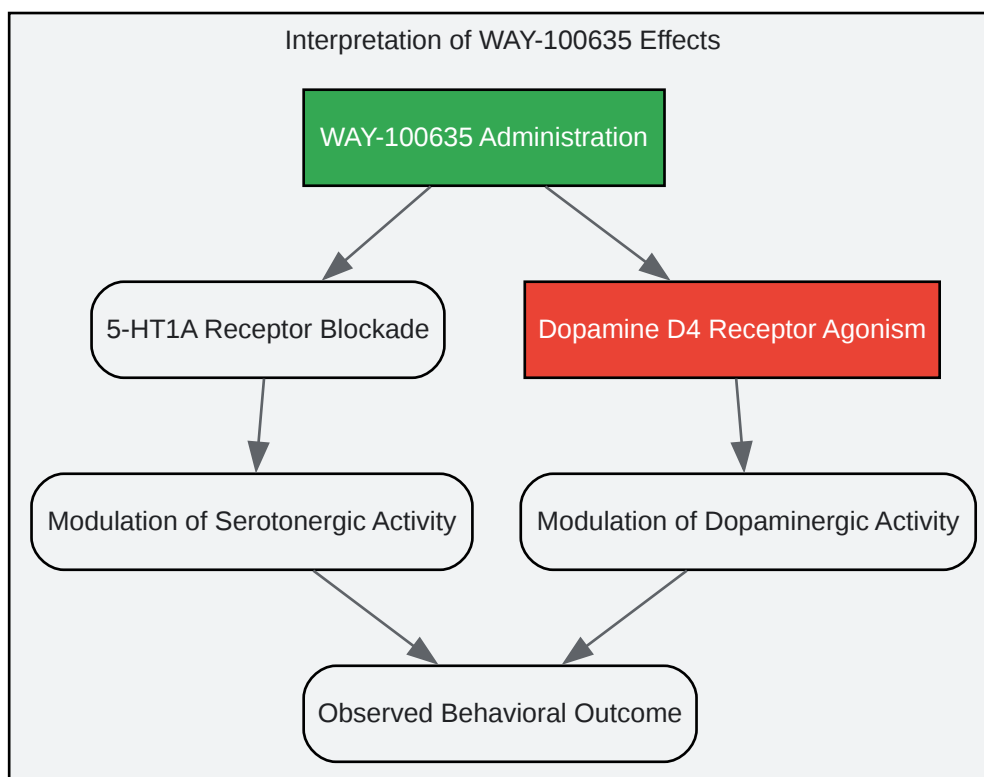 Interpretation of WAY-100635 Effects
WAY-100635 Administration
5-HT1A Receptor Blockade
Dopamine D4 Receptor Agonism
Modulation of Serotonergic Activity
Modulation of Dopaminergic Activity
Observed Behavioral Outcome